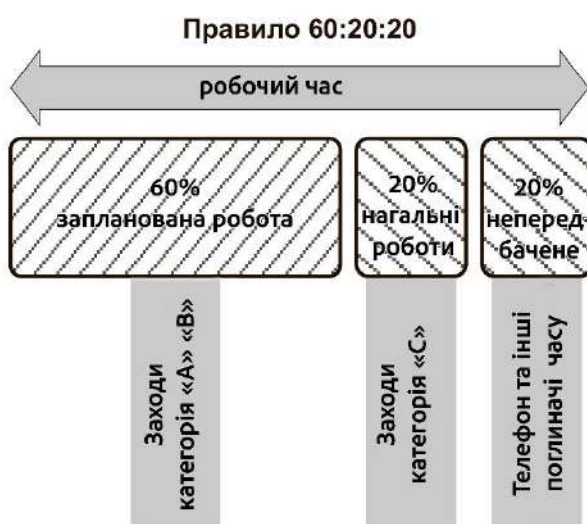 Правило 60:20:20
робочий час
60%
запланована робота
20%
нагальні
роботи
20%
неперед-
бачене
Заходи
категорія «А» «В»
Заходи
категорія «С»
Телефон та інші
поглиначі часу